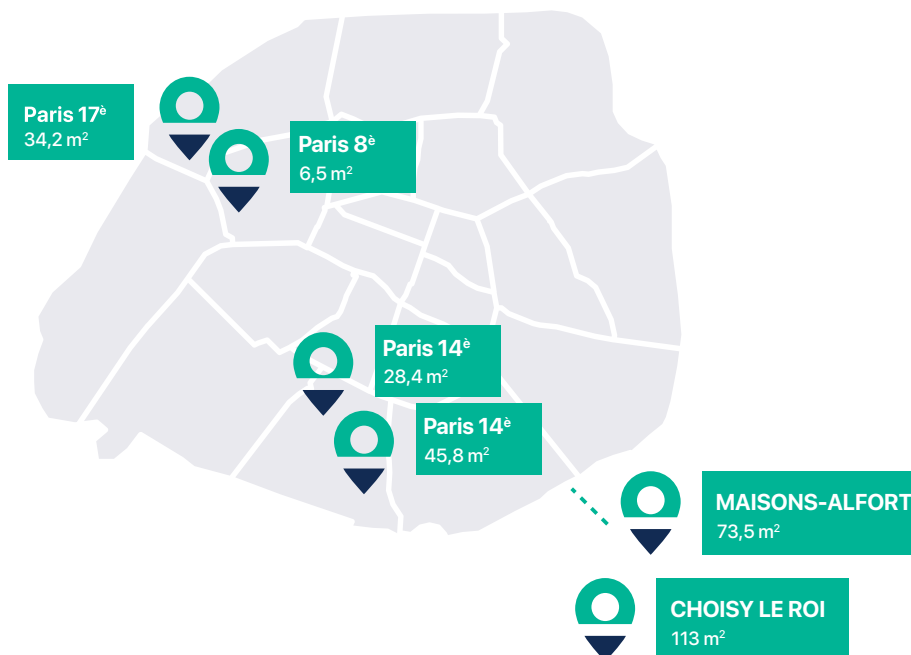 Paris 17è
34,2 m²
Paris 8è
6,5 m²
Paris 14è
28,4 m²
Paris 14è
45,8 m²
MAISONS-ALFORT
73,5 m²
CHOISY LE ROI
113 m²